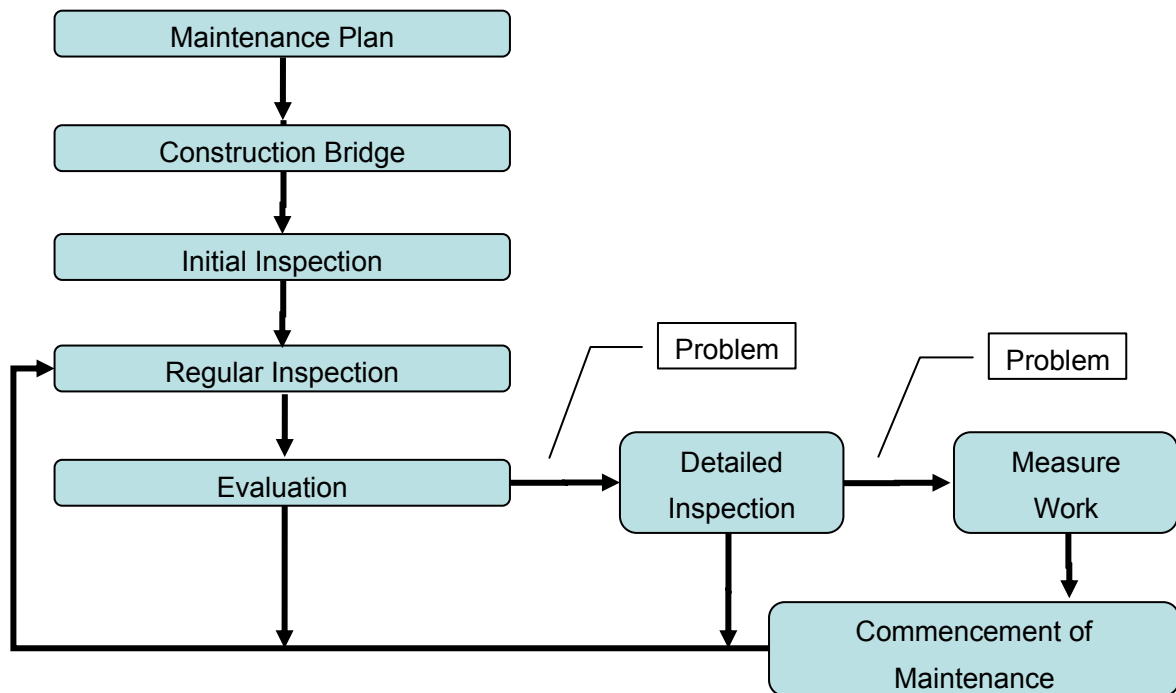 Maintenance Plan
Construction Bridge
Initial Inspection
Regular Inspection
Problem
Problem
Evaluation
Detailed
Inspection
Measure
Work
Commencement of
Maintenance